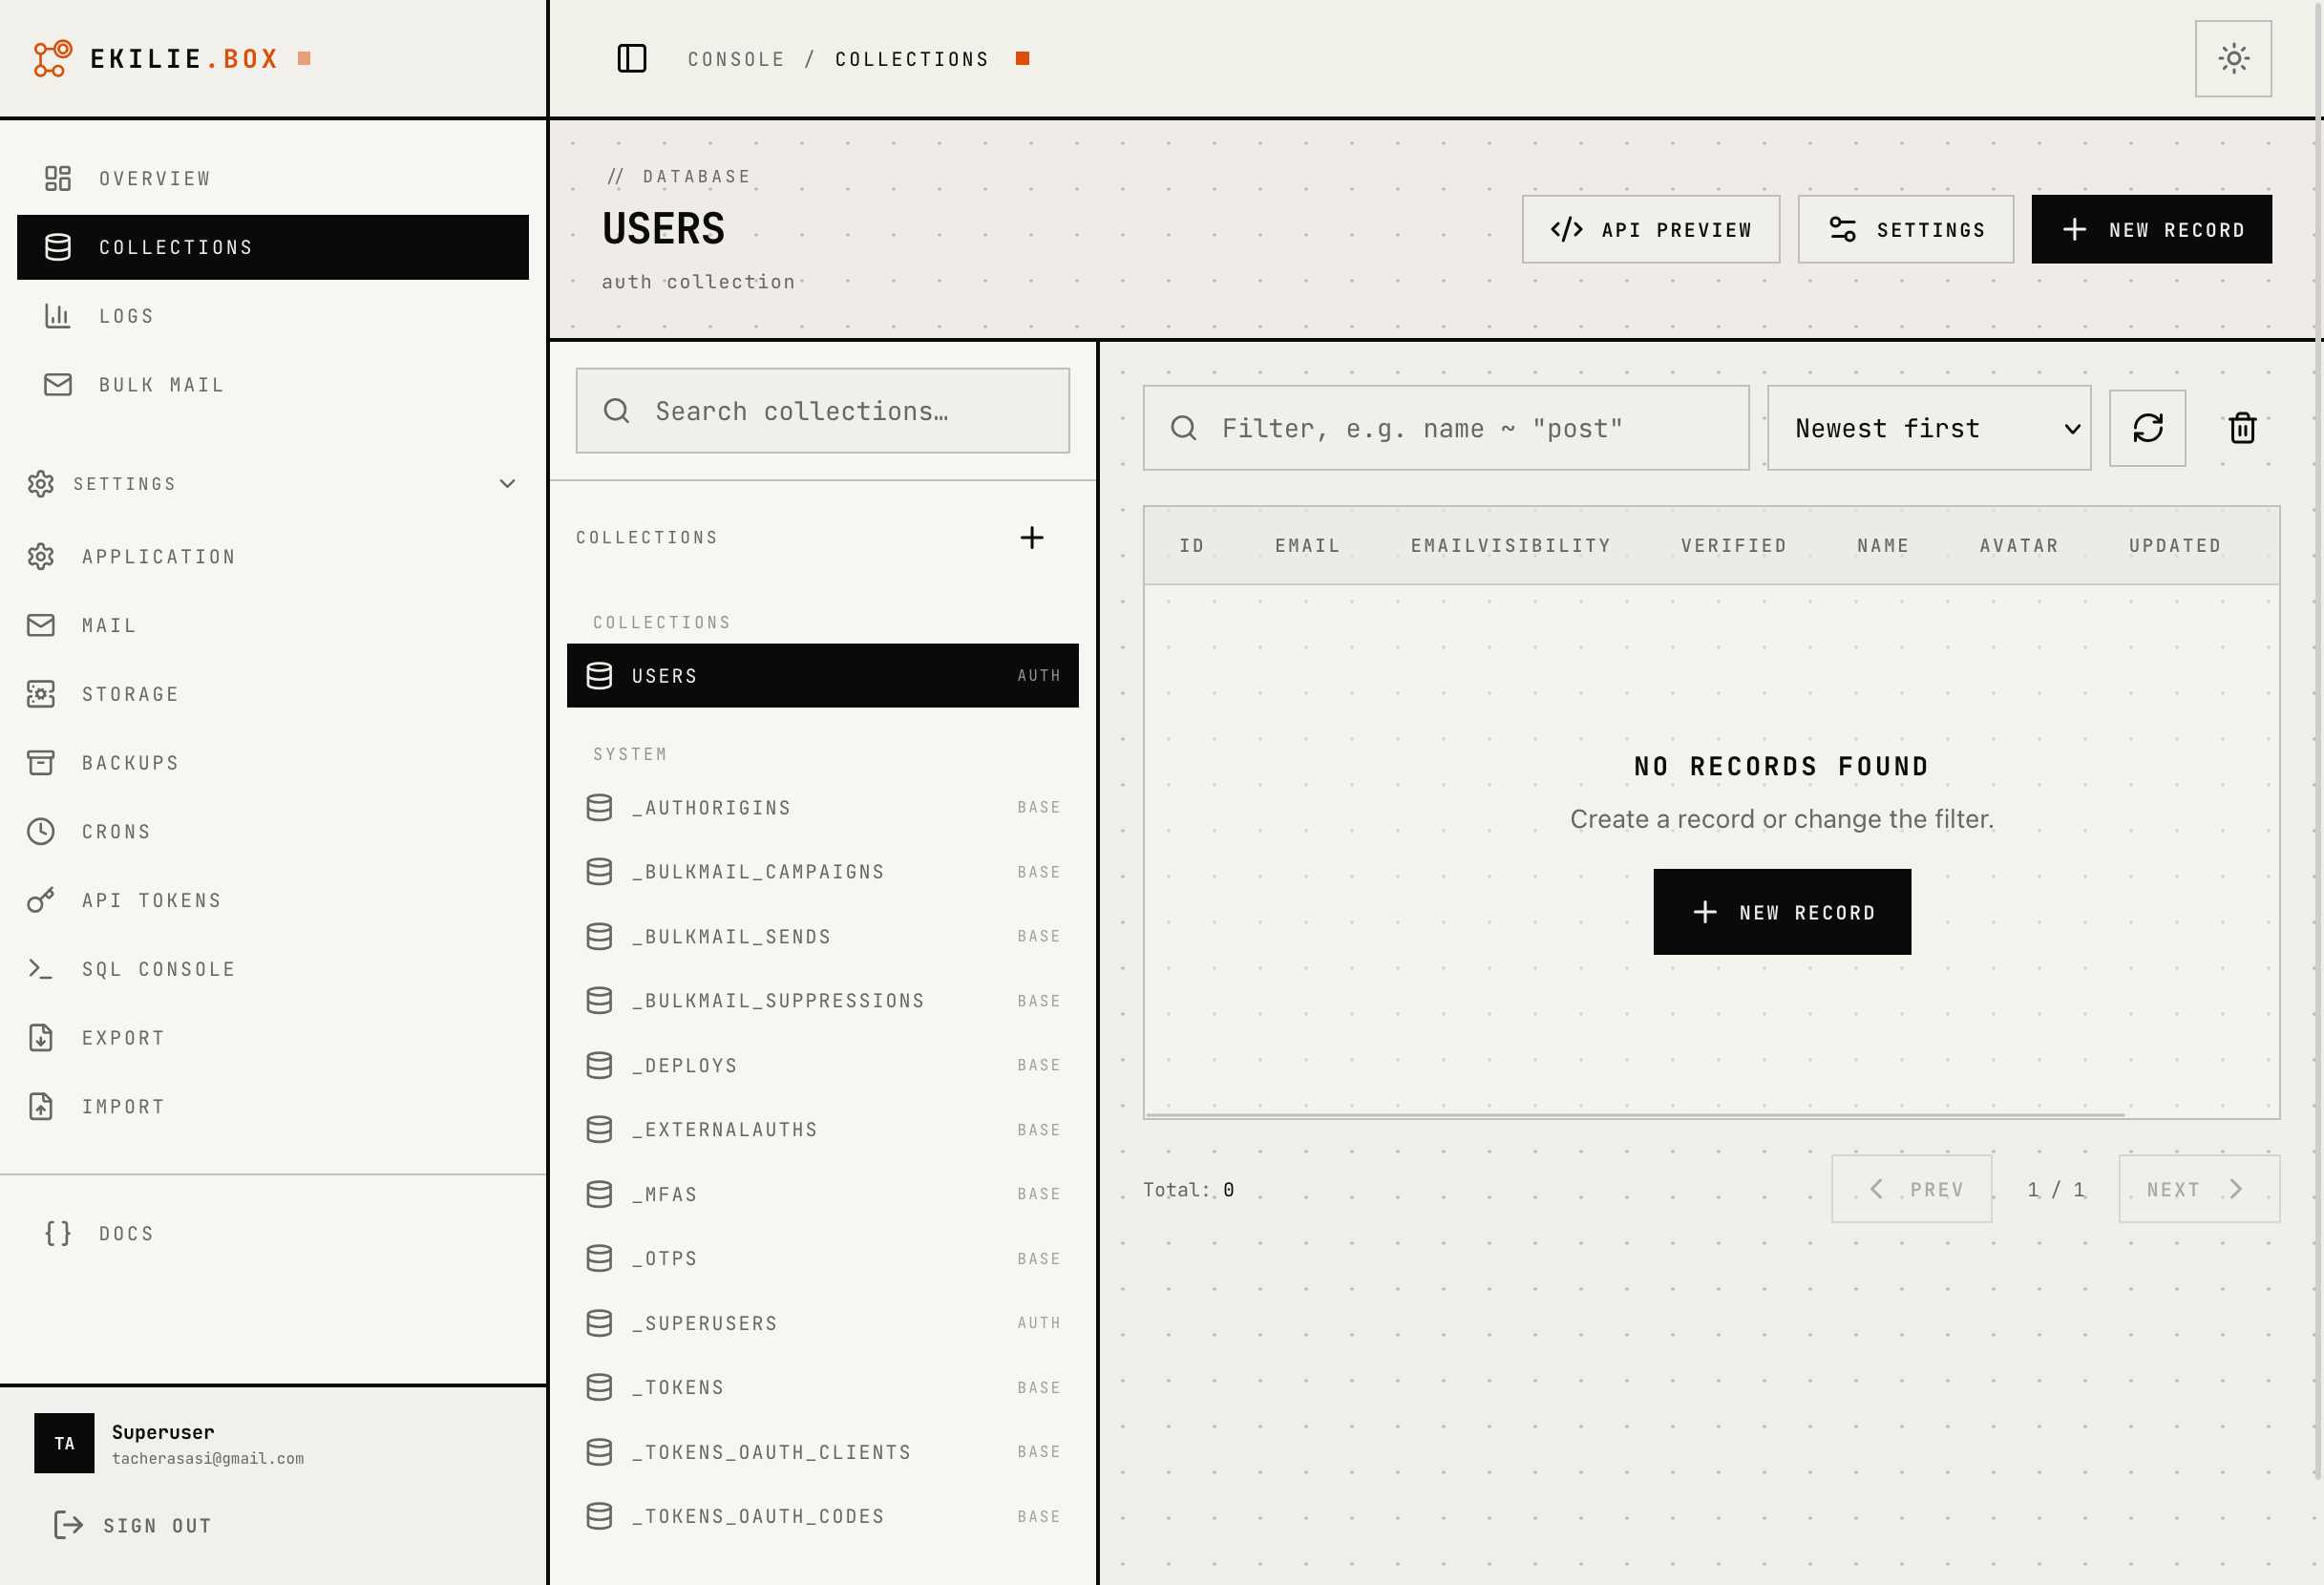 EKILIE.BOX
OVERVIEW
COLLECTIONS
LOGS
BULK MAIL
SETTINGS
APPLICATION
MAIL
STORAGE
BACKUPS
CRONS
API TOKENS
SQL CONSOLE
EXPORT
IMPORT
DOCS
TA
Superuser
tacherasasi@gmail.com
SIGN OUT
CONSOLE / COLLECTIONS
// DATABASE
USERS
auth collection
API PREVIEW
SETTINGS
NEW RECORD
Search collections…
COLLECTIONS
COLLECTIONS
USERS AUTH
SYSTEM
_AUTHORIGINS BASE
_BULKMAIL_CAMPAIGNS BASE
_BULKMAIL_SENDS BASE
_BULKMAIL_SUPPRESSIONS BASE
_DEPLOYS BASE
_EXTERNALAUTHS BASE
_MFAS BASE
_OTPS BASE
_SUPERUSERS AUTH
_TOKENS BASE
_TOKENS_OAUTH_CLIENTS BASE
_TOKENS_OAUTH_CODES BASE
Filter, e.g. name ~ "post"
Newest first
ID EMAIL EMAILVISIBILITY VERIFIED NAME AVATAR UPDATED
NO RECORDS FOUND
Create a record or change the filter.
NEW RECORD
Total: 0
PREV
1 / 1
NEXT